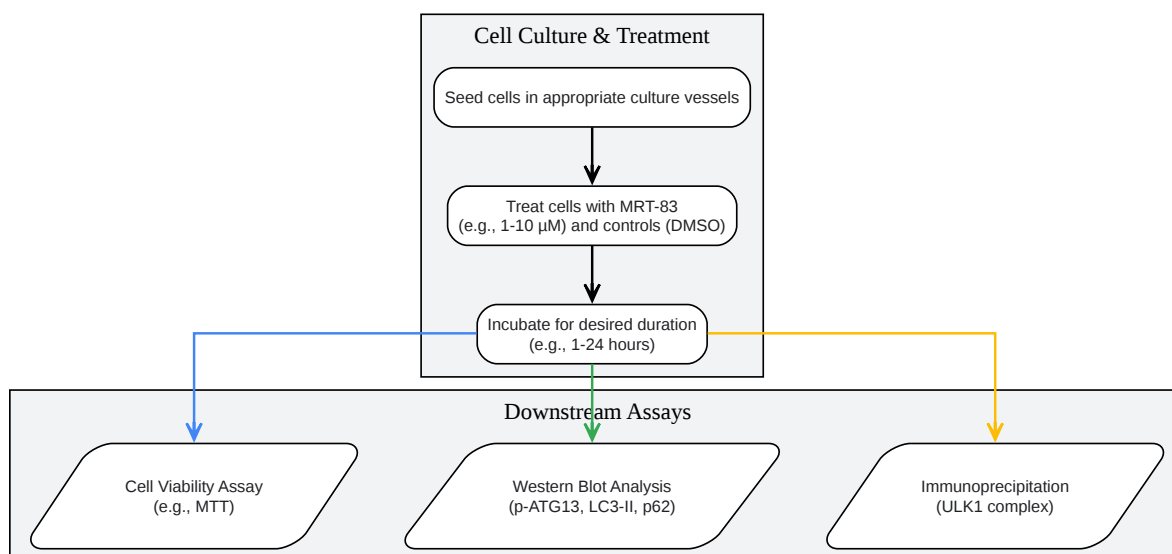 Cell Culture & Treatment
Seed cells in appropriate culture vessels
Treat cells with MRT-83
(e.g., 1-10 µM) and controls (DMSO)
Incubate for desired duration
(e.g., 1-24 hours)
Downstream Assays
Cell Viability Assay
(e.g., MTT)
Western Blot Analysis
(p-ATG13, LC3-II, p62)
Immunoprecipitation
(ULK1 complex)